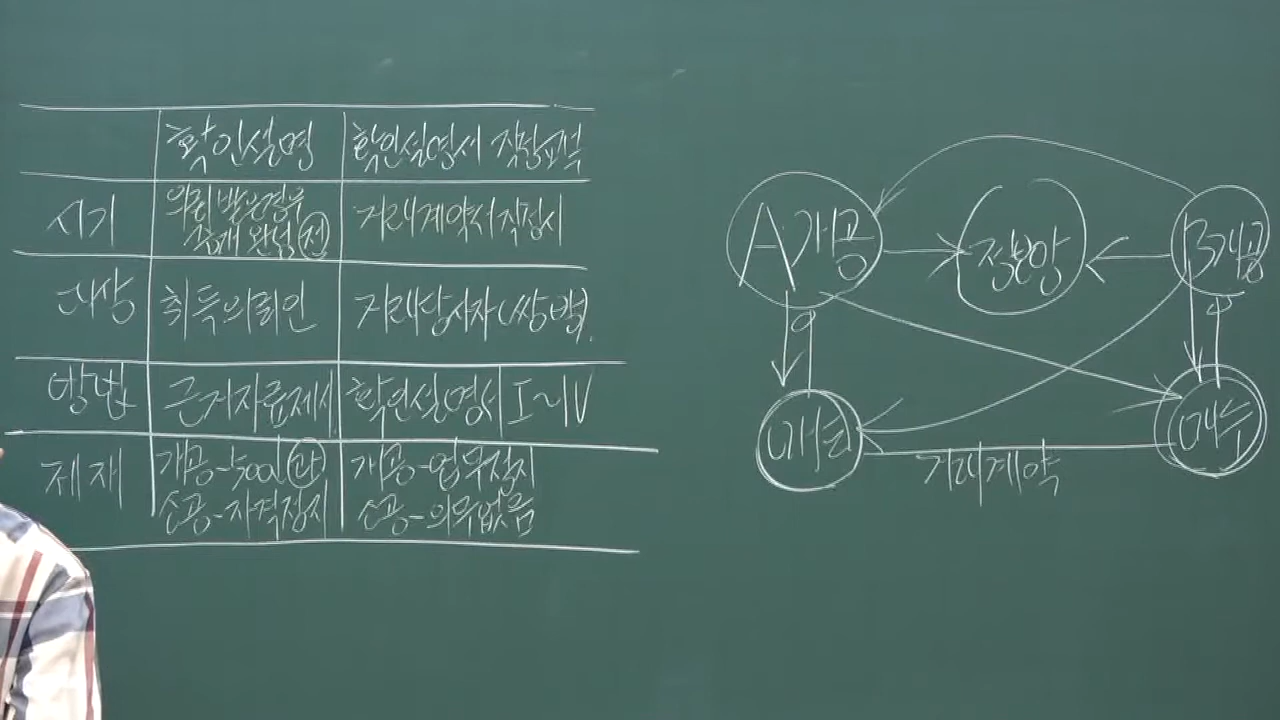 확인설명 확인설명서 작성교부
시기 의뢰받은경우 거래계약서작성시
중개 완성 전
대상 취득의뢰인 거래당사자(쌍방)
방법 근거자료제시 확인설명서 I~IV
제재 개공-500↓과 개공-업무정지
소공-자격정지 소공-의무없음
A개공 정보망 B개공
매도 매수
거래계약